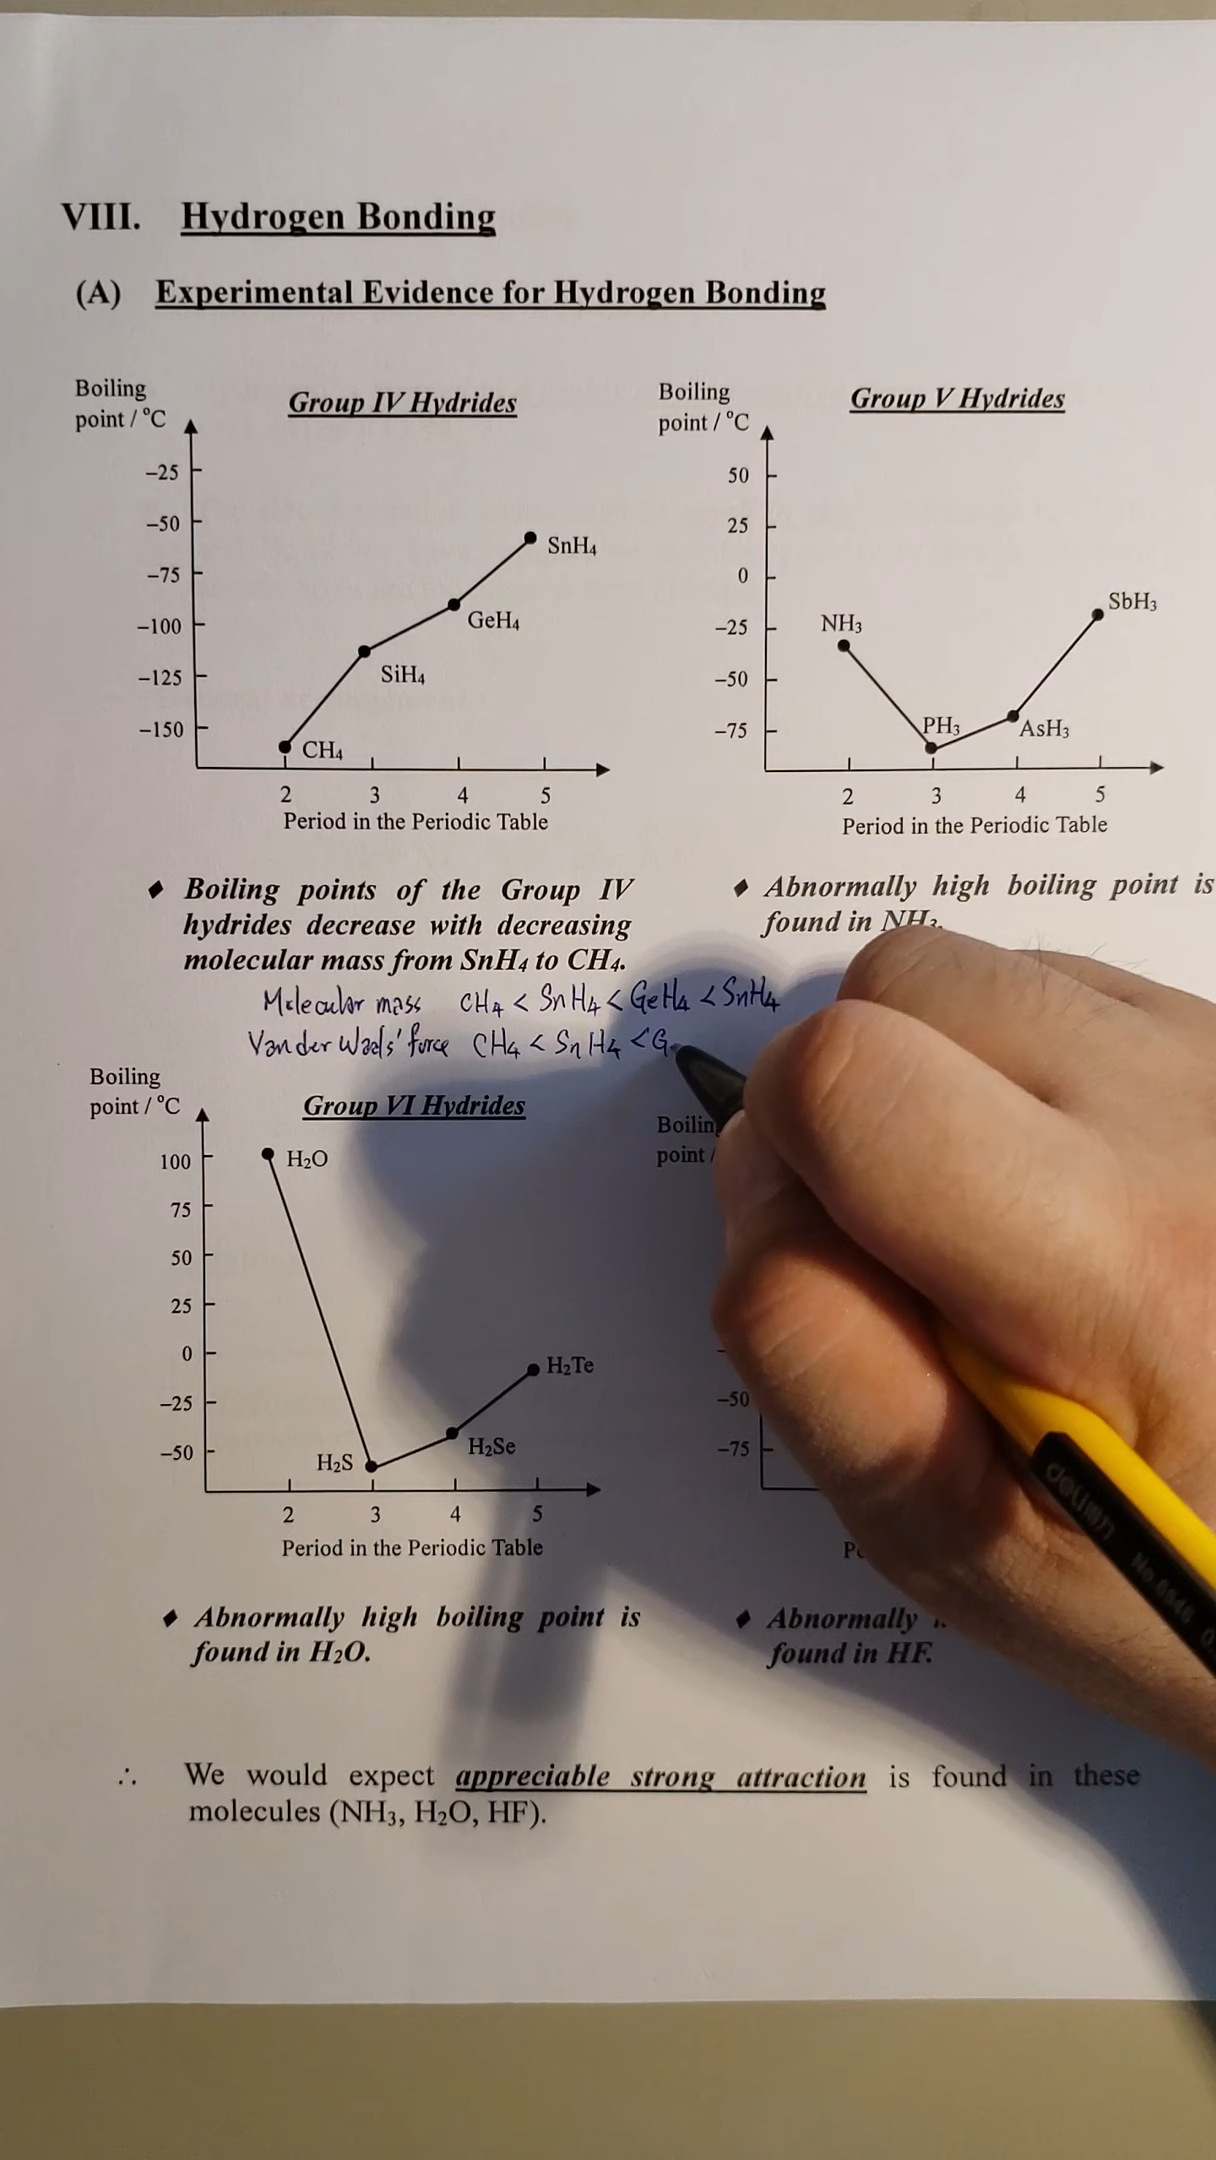 VIII. Hydrogen Bonding
(A) Experimental Evidence for Hydrogen Bonding
Boiling
point / °C
Group IV Hydrides
–25
–50
–75
–100
–125
–150
SnH4
GeH4
SiH4
CH4
2 3 4 5
Period in the Periodic Table
Boiling
point / °C
Group V Hydrides
50
25
0
–25
–50
–75
NH3
SbH3
PH3
AsH3
2 3 4 5
Period in the Periodic Table
♦ Boiling points of the Group IV
hydrides decrease with decreasing
molecular mass from SnH4 to CH4.
♦ Abnormally high boiling point is
found in NH3.
Molecular mass CH4 < SnH4 < GeH4 < SnH4
Van der Waals' force CH4 < SnH4 < G
Boiling
point / °C
Group VI Hydrides
100
75
50
25
0
–25
–50
H2O
H2Te
H2Se
H2S
2 3 4 5
Period in the Periodic Table
Boilin
point /
–50
–75
deli
No.6546
♦ Abnormally high boiling point is
found in H2O.
♦ Abnormally
found in HF.
∴ We would expect appreciable strong attraction is found in these
molecules (NH3, H2O, HF).